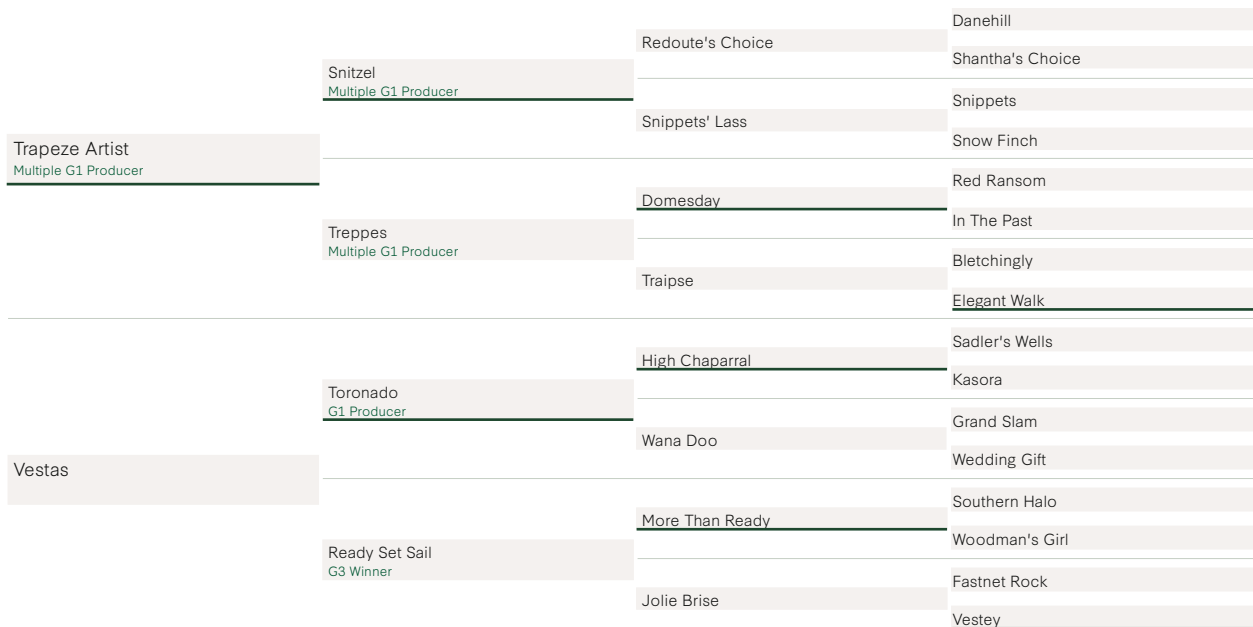 Trapeze Artist
Multiple G1 Producer
Snitzel
Multiple G1 Producer
Redoute's Choice
Danehill
Shantha's Choice
Snippets' Lass
Snippets
Snow Finch
Treppes
Multiple G1 Producer
Domesday
Red Ransom
In The Past
Traipse
Bletchingly
Elegant Walk
Vestas
Toronado
G1 Producer
High Chaparral
Sadler's Wells
Kasora
Wana Doo
Grand Slam
Wedding Gift
Ready Set Sail
G3 Winner
More Than Ready
Southern Halo
Woodman's Girl
Jolie Brise
Fastnet Rock
Vestey